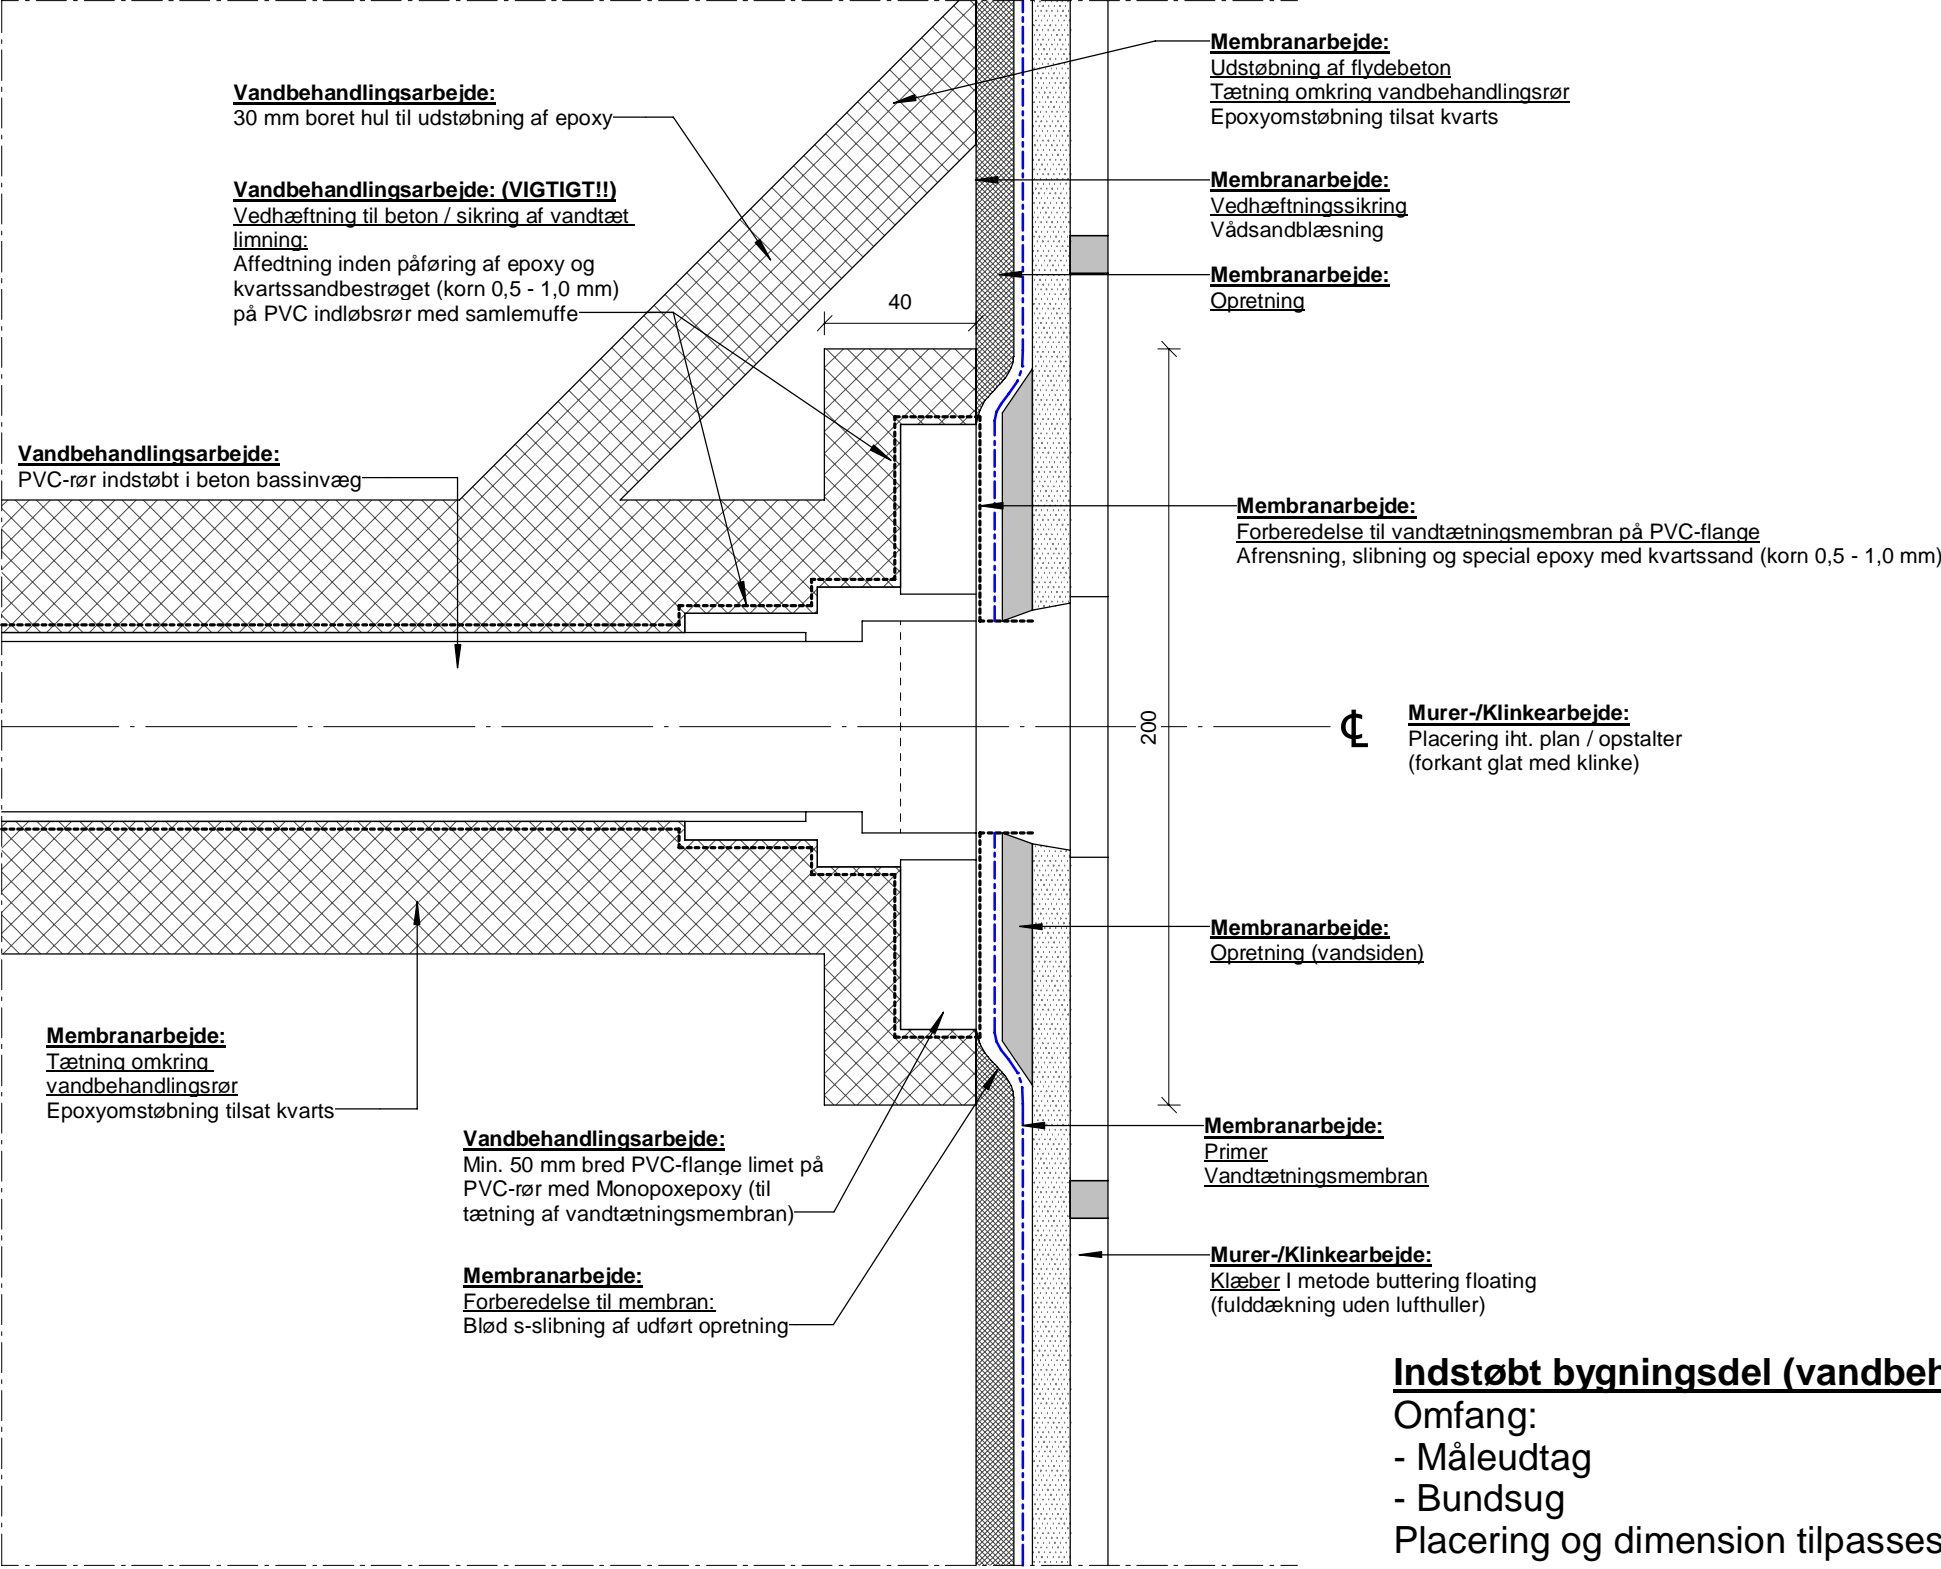 Vandbehandlingsarbejde:
30 mm boret hul til udstøbning af epoxy
Vandbehandlingsarbejde: (VIGTIGT!!)
Vedhæftning til beton / sikring af vandtæt
limning:
Affedtning inden påføring af epoxy og
kvartssandbestrøget (korn 0,5 - 1,0 mm)
på PVC indløbsrør med samlemuffe
Vandbehandlingsarbejde:
PVC-rør indstøbt i beton bassinvæg
40
Membranarbejde:
Udstøbning af flydebeton
Tætning omkring vandbehandlingsrør
Epoxyomstøbning tilsat kvarts
Membranarbejde:
Vedhæftningssikring
Vådsandblæsning
Membranarbejde:
Opretning
Membranarbejde:
Forberedelse til vandtætningsmembran på PVC-flange
Afrensning, slibning og special epoxy med kvartssand (korn 0,5 - 1,0 mm)
200
℄
Murer-/Klinkearbejde:
Placering iht. plan / opstalter
(forkant glat med klinke)
Membranarbejde:
Opretning (vandsiden)
Membranarbejde:
Tætning omkring
vandbehandlingsrør
Epoxyomstøbning tilsat kvarts
Vandbehandlingsarbejde:
Min. 50 mm bred PVC-flange limet på
PVC-rør med Monopoxepoxy (til
tætning af vandtætningsmembran)
Membranarbejde:
Forberedelse til membran:
Blød s-slibning af udført opretning
Membranarbejde:
Primer
Vandtætningsmembran
Murer-/Klinkearbejde:
Klæber I metode buttering floating
(fulddækning uden lufthuller)
Indstøbt bygningsdel (vandbeh
Omfang:
- Måleudtag
- Bundsug
Placering og dimension tilpasses